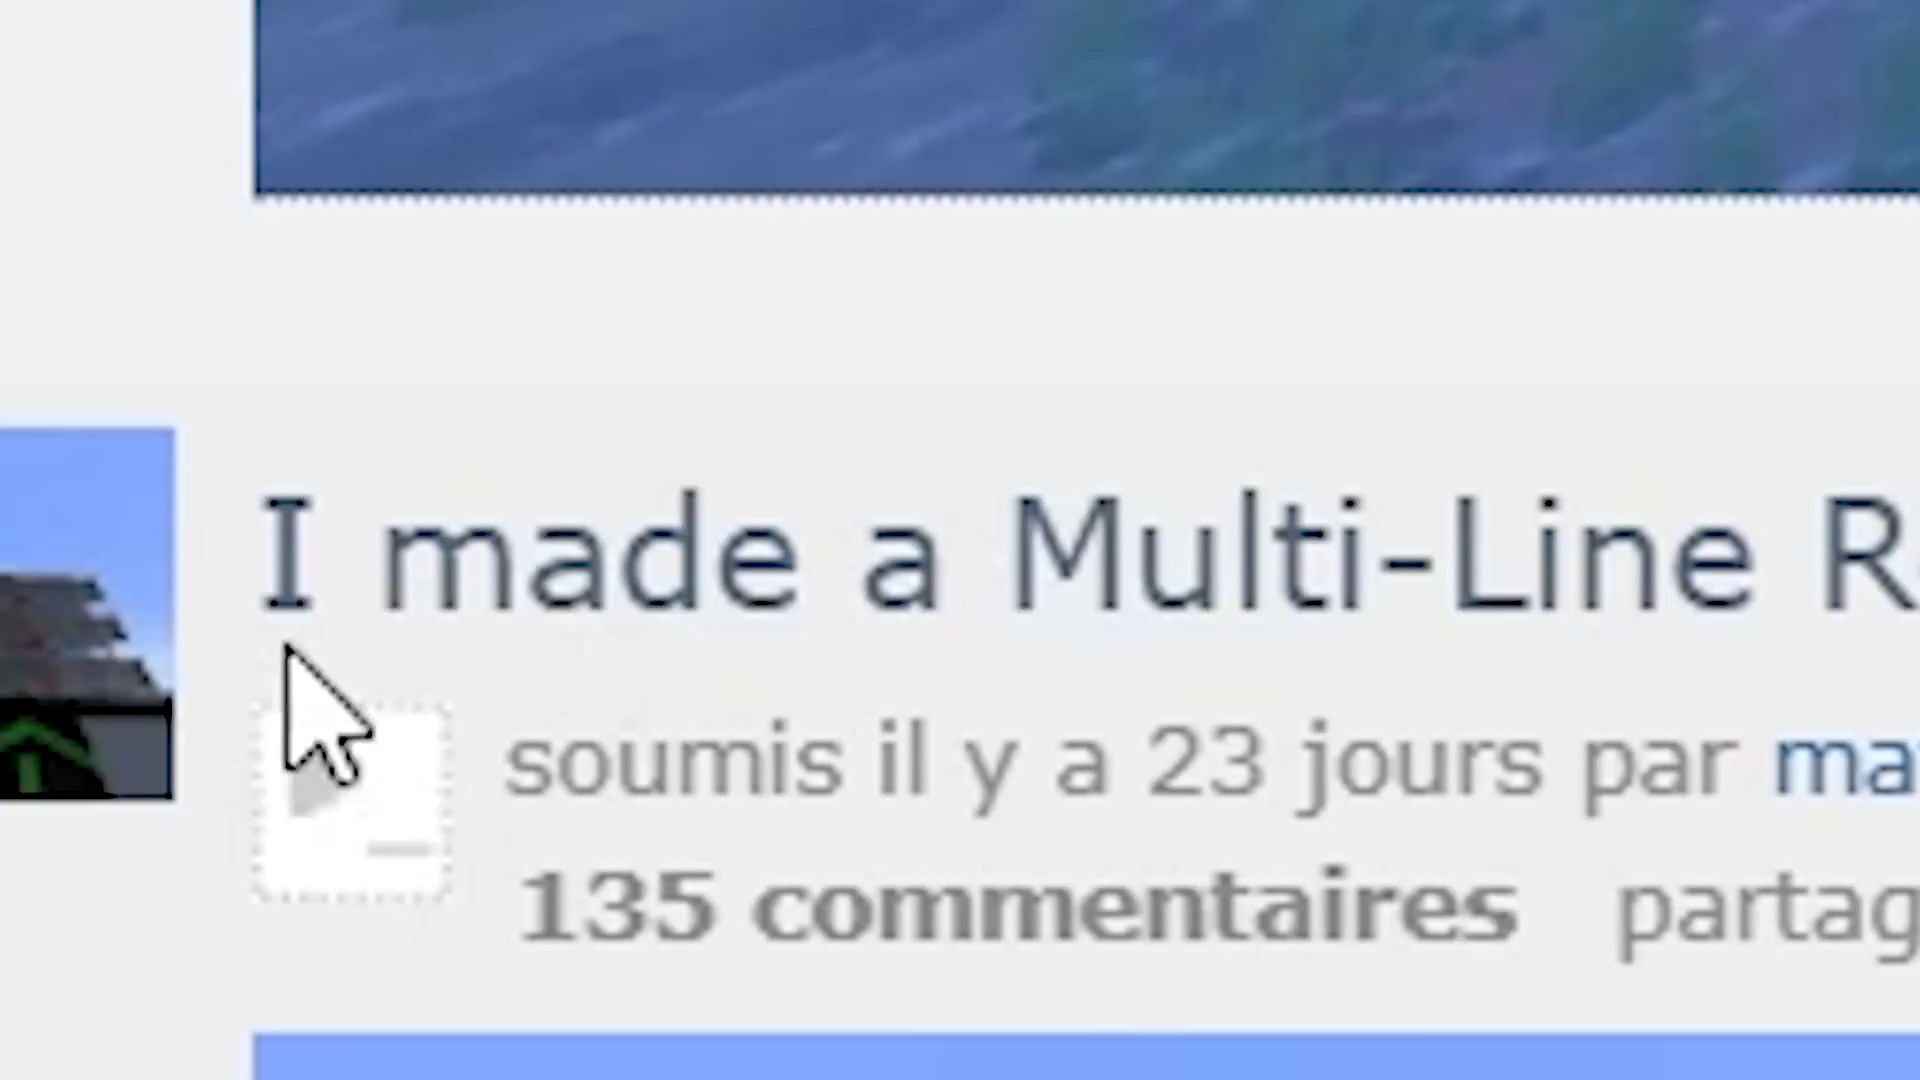 I made a Multi-Line
soumis il y a 23 jours par
135 commentaires